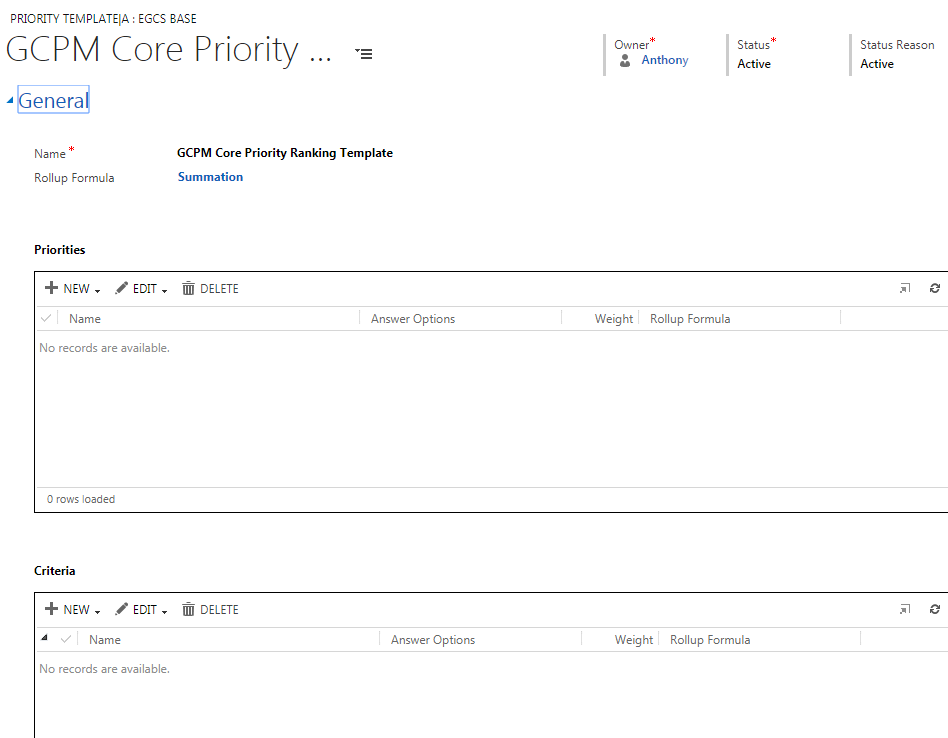 PRIORITY TEMPLATE|A : EGCS BASE
GCPM Core Priority ...
Owner* Status* Status Reason
Anthony Active Active
General
Name* GCPM Core Priority Ranking Template
Rollup Formula Summation
Priorities
NEW EDIT DELETE
Name Answer Options Weight Rollup Formula
No records are available.
0 rows loaded
Criteria
NEW EDIT DELETE
Name Answer Options Weight Rollup Formula
No records are available.